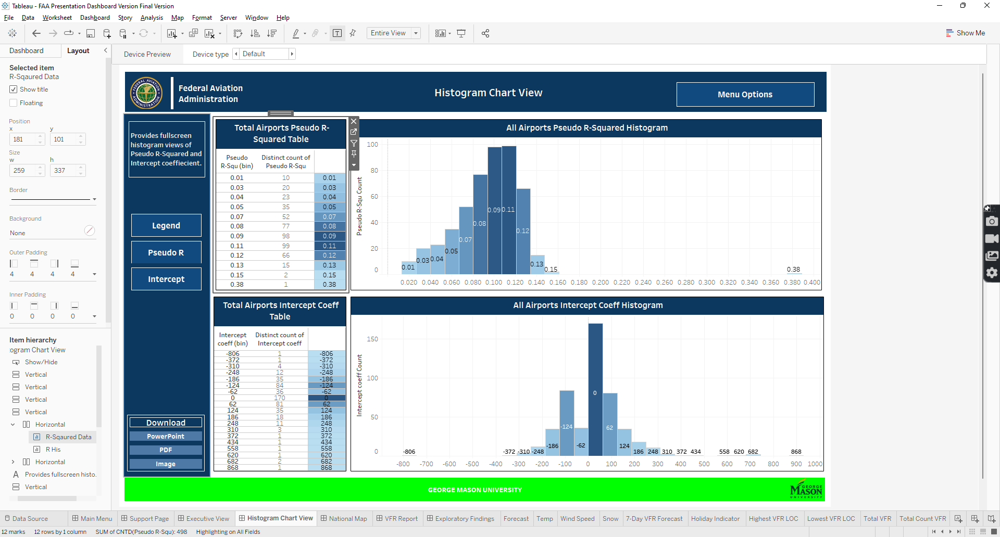 Tableau - FAA Presentation Dashboard Version Final Version
File Data Worksheet Dashboard Story Analysis Map Format Server Window Help
Entire View
Show Me
Dashboard Layout
Device Preview Device type Default
Selected item
R-Sqaured Data
Show title
Floating
Position
x y
181 101
Size
w h
259 337
Border
Background
None
Outer Padding
4 4 4 4
Inner Padding
0 0 0 0
Item hierarchy
ogram Chart View
Show/Hide
Vertical
Vertical
Vertical
Vertical
Horizontal
R-Sqaured Data
R His
Horizontal
Provides fullscreen histo.
Vertical
FEDERAL AVIATION
ADMINISTRATION
Federal Aviation
Administration
Histogram Chart View
Menu Options
Provides fullscreen
histogram views of
Pseudo R-Squared and
Intercept coeffiecient.
Legend
Pseudo R
Intercept
Download
PowerPoint
PDF
Image
Total Airports Pseudo R-
Squared Table
Pseudo Distinct count of
R-Squ (bin) Pseudo R-Squ
0.01 10 0.01
0.03 20 0.03
0.04 23 0.04
0.05 35 0.05
0.07 52 0.07
0.08 77 0.08
0.09 98 0.09
0.11 99 0.11
0.12 66 0.12
0.13 15 0.13
0.15 2 0.15
0.38 1 0.38
All Airports Pseudo R-Squared Histogram
Pseudo R-Squ Count
100
80
60
40
20
0
0.01 0.03 0.04 0.05 0.07 0.08 0.09 0.11 0.12 0.13 0.15 0.38
0.020 0.040 0.060 0.080 0.100 0.120 0.140 0.160 0.180 0.200 0.220 0.240 0.260 0.280 0.300 0.320 0.340 0.360 0.380 0.400
Total Airports Intercept Coeff
Table
Intercept Distinct count of
coeff (bin) Intercept coeff
-806 1 -806
-372 1 -372
-310 4 -310
-248 12 -248
-186 35 -186
-124 84 -124
-62 36 -62
0 170 0
62 81 62
124 35 124
186 18 186
248 11 248
310 3 310
372 1 372
434 1 434
558 1 558
620 1 620
682 2 682
868 1 868
All Airports Intercept Coeff Histogram
Intercept coeff Count
150
100
50
0
-806 -372 -310 -248 -186 -124 -62 0 62 124 186 248 310 372 434 558 620 682 868
-800 -700 -600 -500 -400 -300 -200 -100 0 100 200 300 400 500 600 700 800 900 1000
GEORGE MASON UNIVERSITY
GEORGE
MASON
UNIVERSITY
Data Source Main Menu Support Page Executive View Histogram Chart View National Map VFR Report Exploratory Findings Forecast Temp Wind Speed Snow 7-Day VFR Forecast Holiday Indicator Highest VFR LOC Lowest VFR LOC Total VFR Total Count VFR
12 marks 12 rows by 1 column SUM of CNTD(Pseudo R-Squ): 498 Highlighting on All Fields